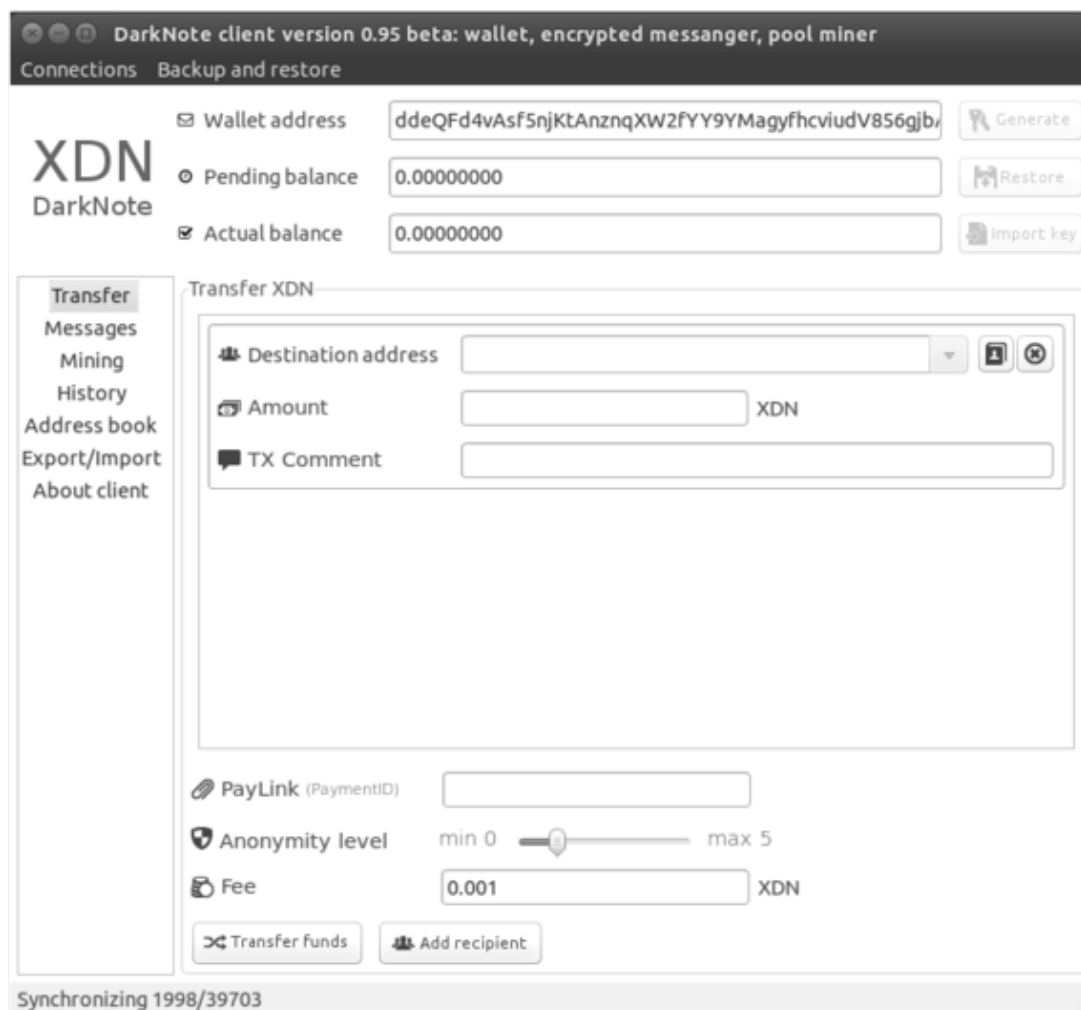 DarkNote client version 0.95 beta: wallet, encrypted messanger, pool miner
Connections Backup and restore
XDN
DarkNote
Wallet address ddeQFd4vAsf5njKtAnznqXW2fYY9YMagyfhcviudV856gjb Generate
Pending balance 0.00000000 Restore
Actual balance 0.00000000 Import key
Transfer
Messages
Mining
History
Address book
Export/Import
About client
Transfer XDN
Destination address
Amount XDN
TX Comment
PayLink (PaymentID)
Anonymity level min 0 max 5
Fee 0.001 XDN
Transfer funds Add recipient
Synchronizing 1998/39703